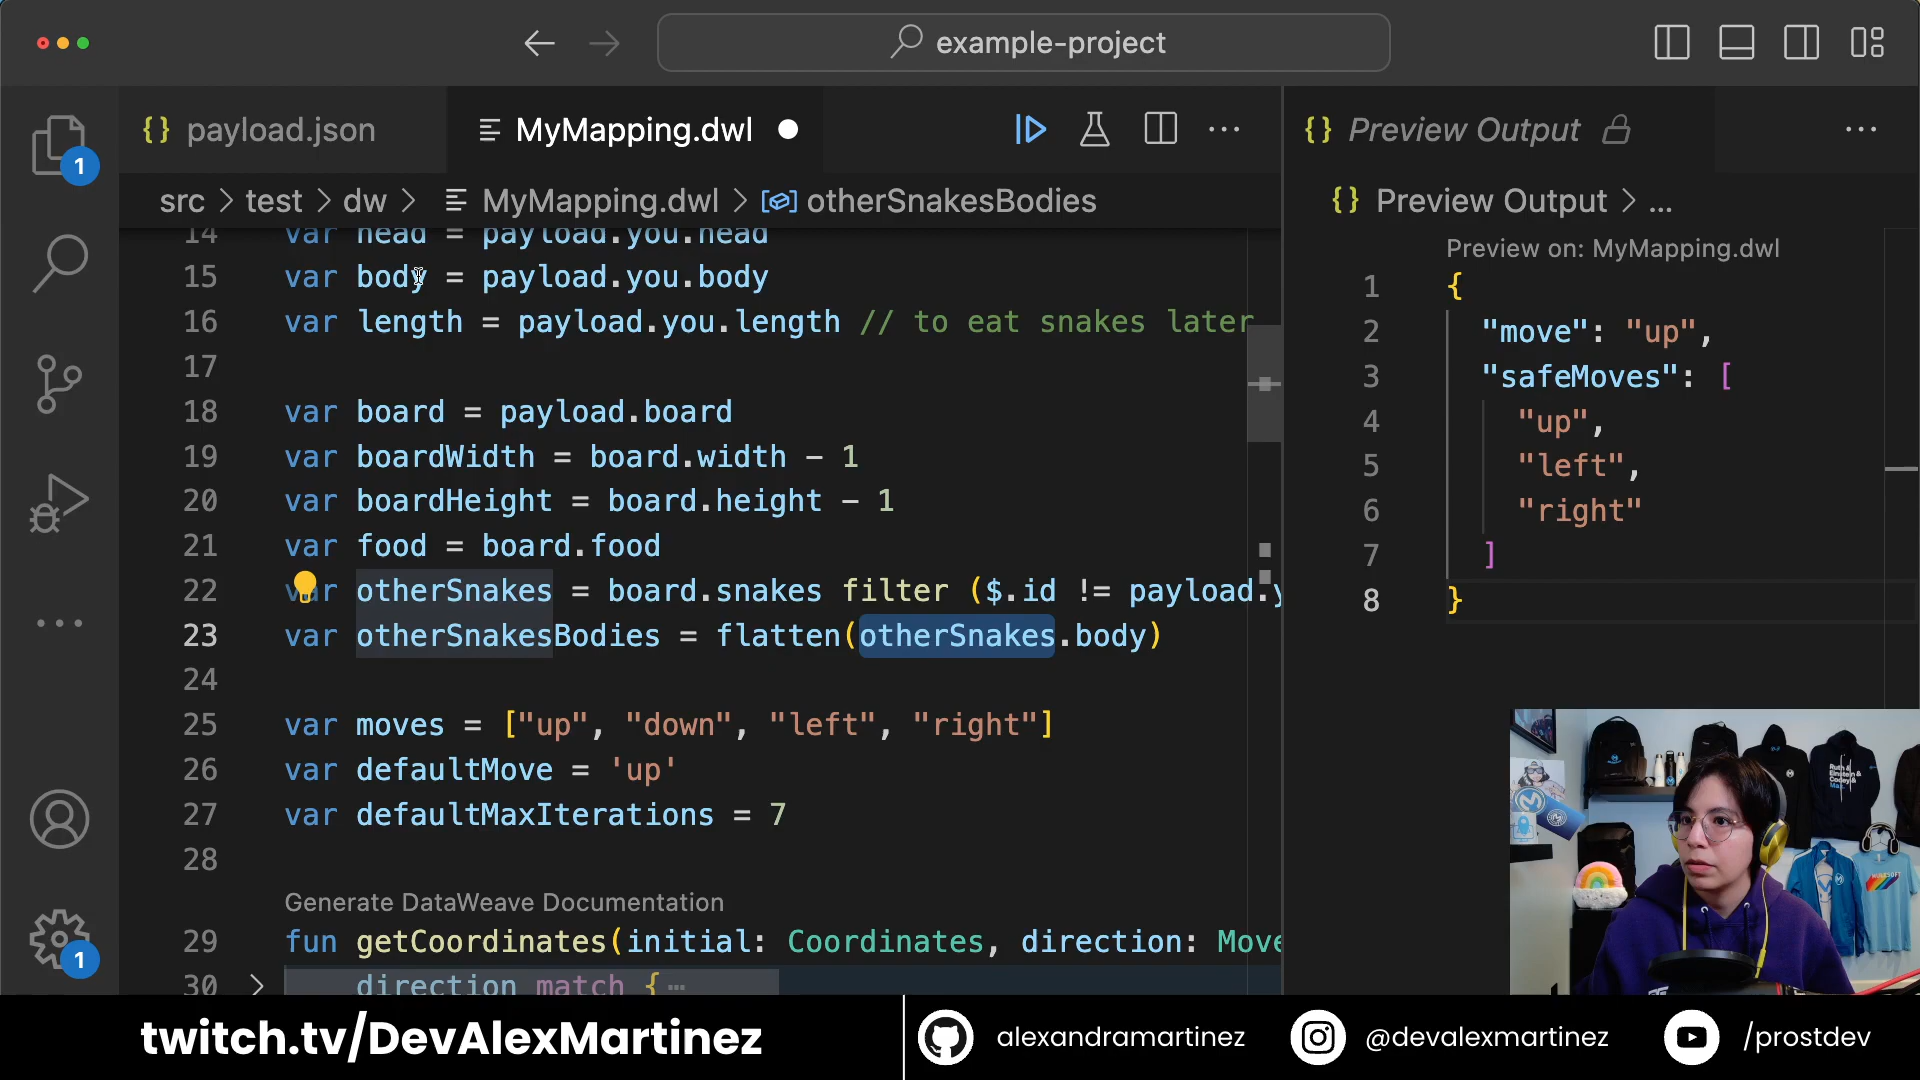 example-project
payload.json
MyMapping.dwl
Preview Output
1
src > test > dw > MyMapping.dwl > otherSnakesBodies
Preview Output > ...
Preview on: MyMapping.dwl
14 var head = payload.you.head
15 var body = payload.you.body
16 var length = payload.you.length // to eat snakes later
17
18 var board = payload.board
19 var boardWidth = board.width - 1
20 var boardHeight = board.height - 1
21 var food = board.food
22 var otherSnakes = board.snakes filter ($.id != payload.y
23 var otherSnakesBodies = flatten(otherSnakes.body)
24
25 var moves = ["up", "down", "left", "right"]
26 var defaultMove = 'up'
27 var defaultMaxIterations = 7
28
Generate DataWeave Documentation
29 fun getCoordinates(initial: Coordinates, direction: Move
30 direction match {
1
1 {
2 "move": "up",
3 "safeMoves": [
4 "up",
5 "left",
6 "right"
7 ]
8 }
twitch.tv/DevAlexMartinez
alexandramartinez
@devalexmartinez
/prostdev